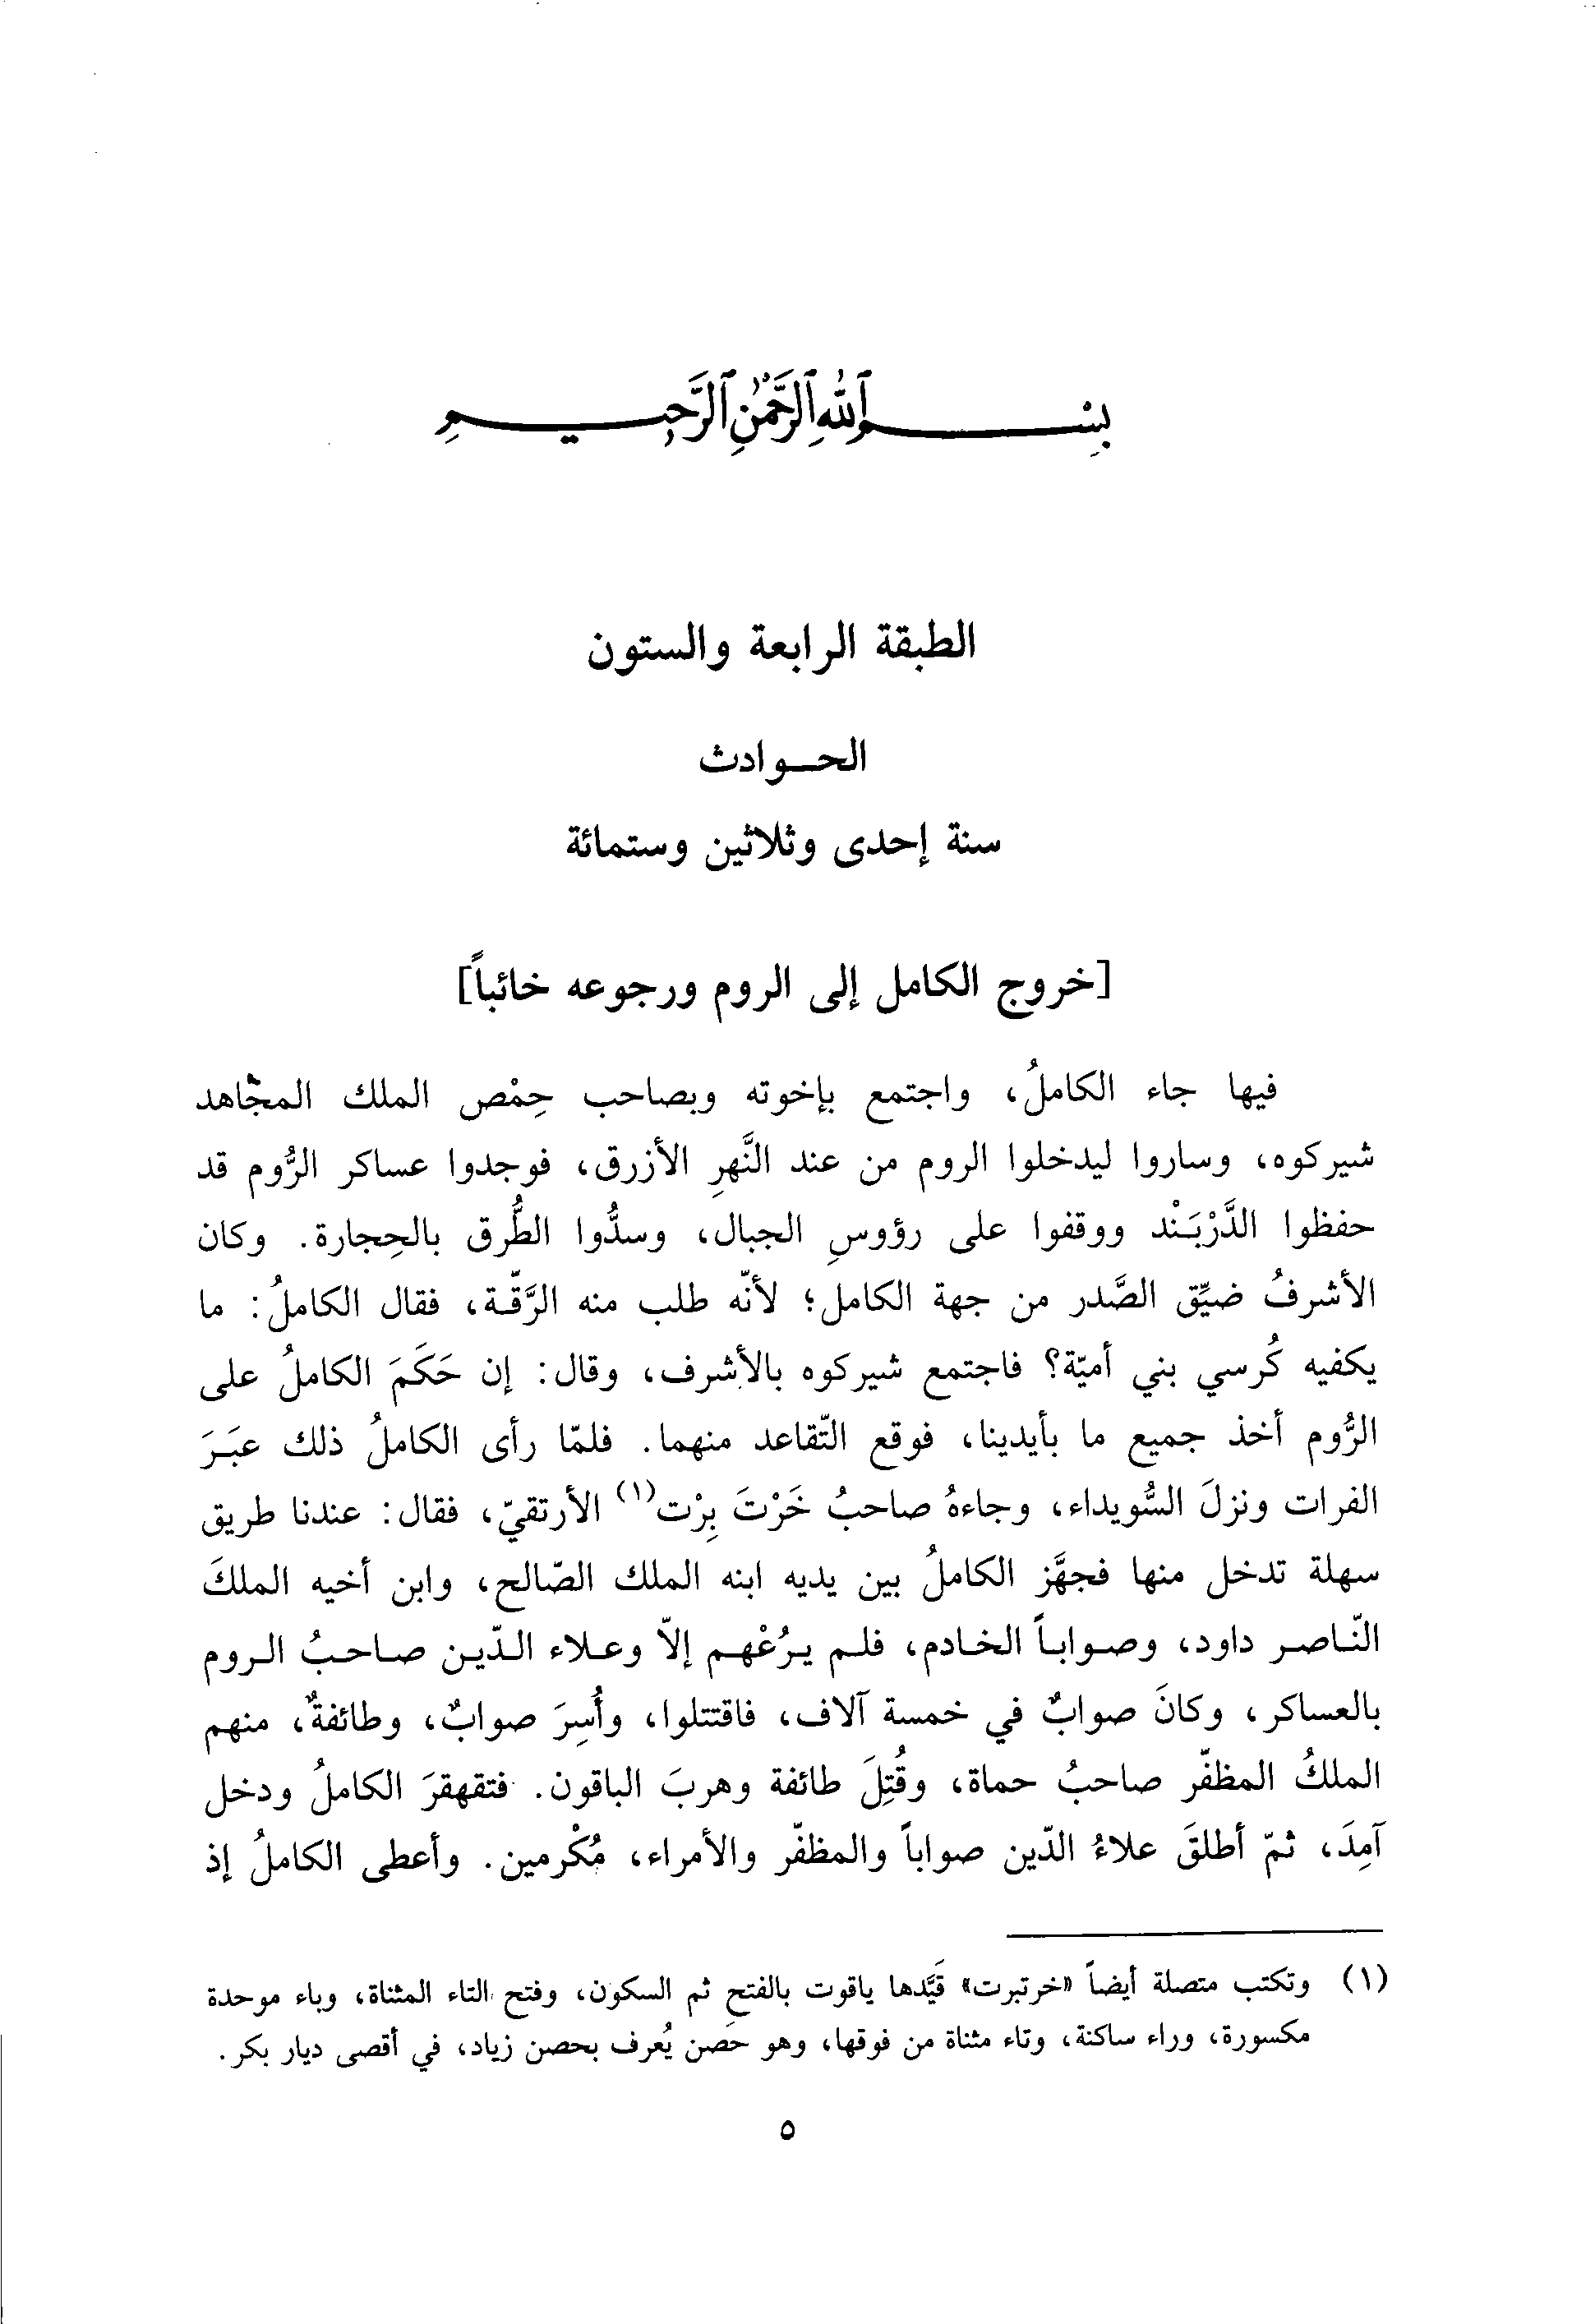 بِسْمِ ٱللَّهِ ٱلرَّحْمَٰنِ ٱلرَّحِيمِ
الطبقة الرابعة والستون
الحـوادث
سنة إحدى وثلاثين وستمائة
[خروج الكامل إلى الروم ورجوعه خائباً]
فيها جاء الكاملُ، واجتمع بإخوته وبصاحب حِمْص الملك المجاهد
شيركوه، وساروا ليدخلوا الروم من عند النَّهرِ الأزرق، فوجدوا عساكر الرُّوم قد
حفظوا الدَّرْبَنْد ووقفوا على رؤوسِ الجبال، وسدُّوا الطُّرق بالحِجارة. وكان
الأشرفُ ضيِّق الصَّدر من جهة الكامل؛ لأنّه طلب منه الرَّقّة، فقال الكاملُ: ما
يكفيه كُرسي بني أميّة؟ فاجتمع شيركوه بالأشرف، وقال: إن حَكَمَ الكاملُ على
الرُّوم أخذ جميع ما بأيدينا، فوقع التّقاعد منهما. فلمّا رأى الكاملُ ذلك عبَرَ
الفرات ونزلَ السُّويداء، وجاءهُ صاحبُ خَرْتَ بِرْت(١) الأرتقيّ، فقال: عندنا طريق
سهلة تدخل منها فجهَّز الكاملُ بين يديه ابنه الملك الصّالح، وابن أخيه الملكَ
النّاصر داود، وصواباً الخادم، فلم يرُعْهم إلاّ وعلاء الدّين صاحبُ الروم
بالعساكر، وكانَ صوابٌ في خمسة آلاف، فاقتتلوا، وأُسِرَ صوابٌ، وطائفةٌ، منهم
الملكُ المظفّر صاحبُ حماة، وقُتِلَ طائفة وهربَ الباقون. فتقهقرَ الكاملُ ودخل
آمِدَ، ثمّ أطلقَ علاءُ الدّين صواباً والمظفّر والأمراء، مُكْرمين. وأعطى الكاملُ إذ
(١) وتكتب متصلة أيضاً «خرتبرت» قَيَّدها ياقوت بالفتح ثم السكون، وفتح التاء المثناة، وباء موحدة
مكسورة، وراء ساكنة، وتاء مثناة من فوقها، وهو حَصن يُعرف بحصن زياد، في أقصى ديار بكر.
٥